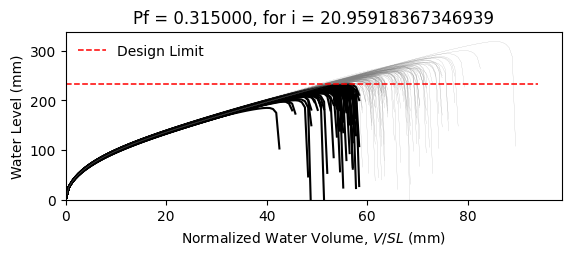 Pf = 0.315000, for i = 20.95918367346939
Design Limit
Water Level (mm)
300
200
100
0
0 20 40 60 80
Normalized Water Volume, V/SL (mm)